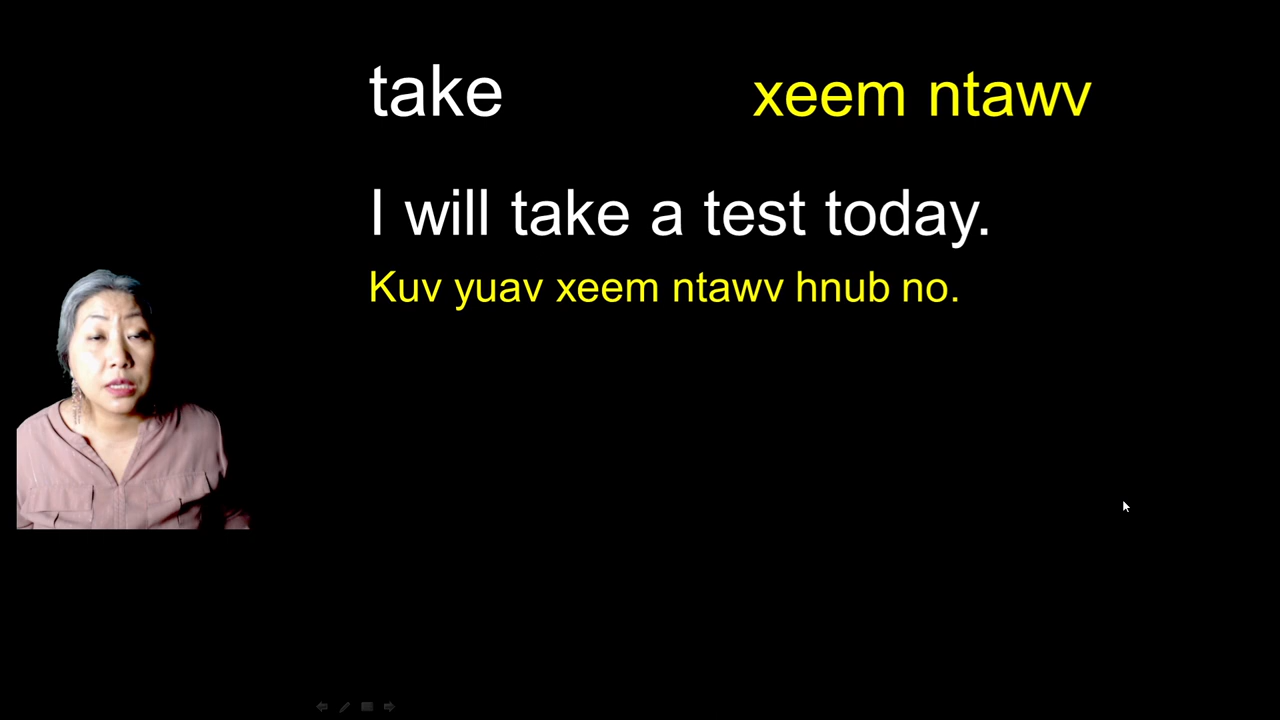 take xeem ntawv
I will take a test today.
Kuv yuav xeem ntawv hnub no.